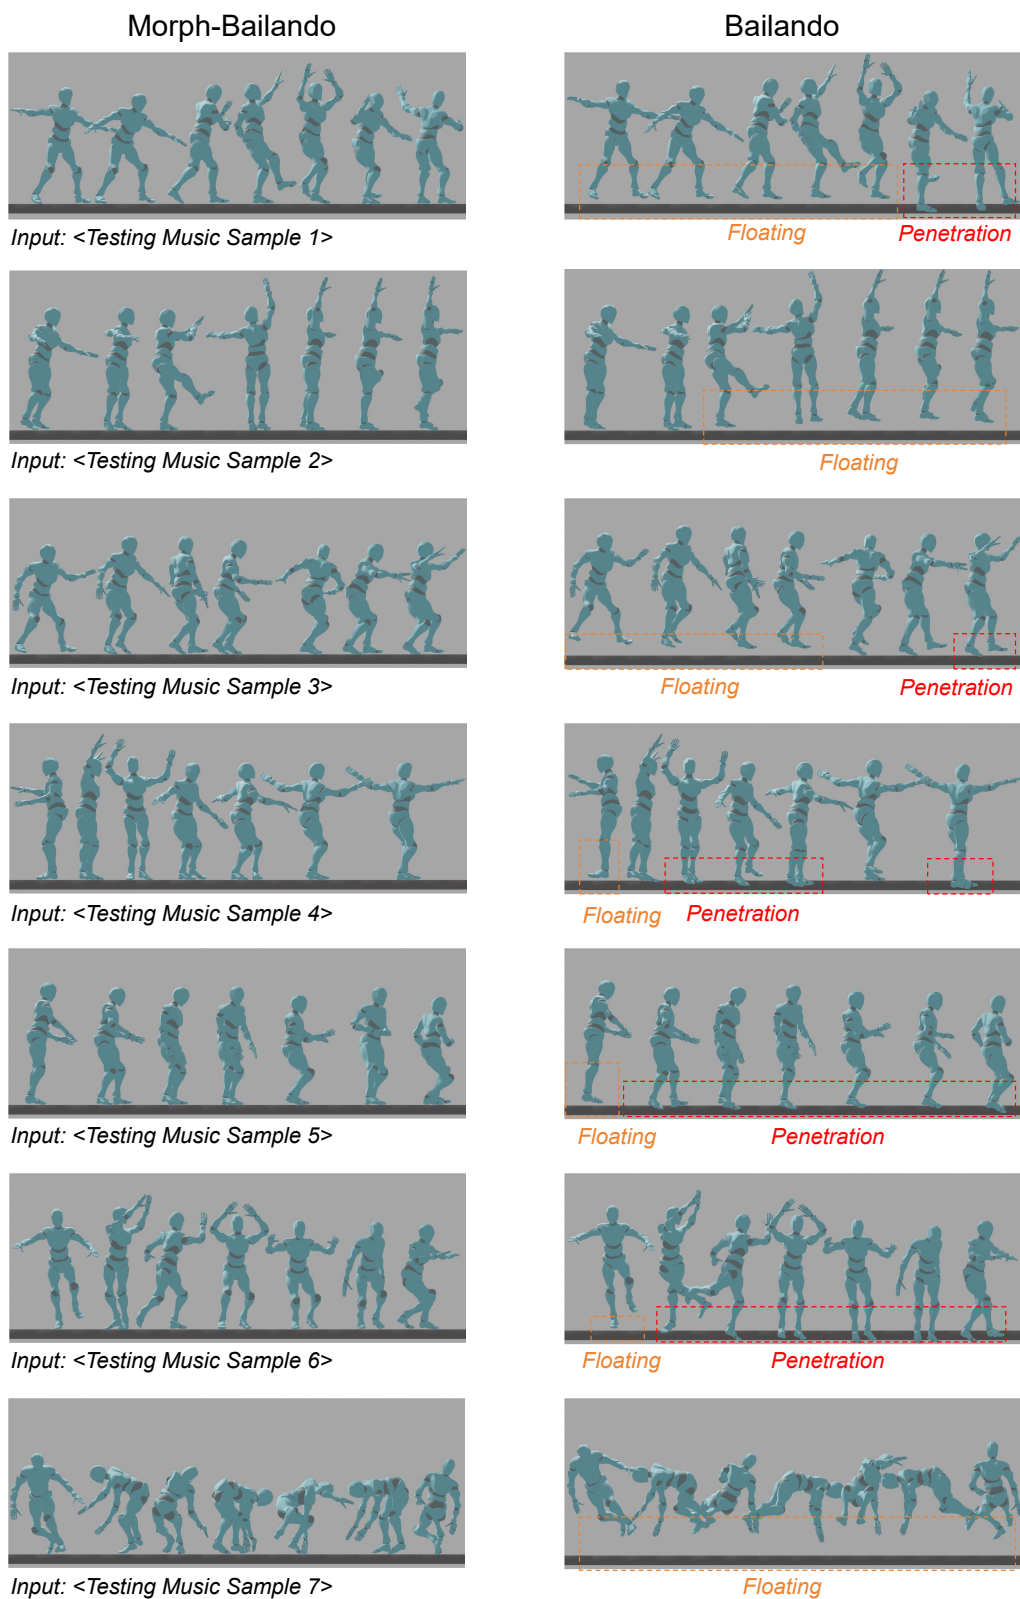 Morph-Bailando
Bailando
Input: <Testing Music Sample 1>
Floating
Penetration
Input: <Testing Music Sample 2>
Floating
Input: <Testing Music Sample 3>
Floating
Penetration
Input: <Testing Music Sample 4>
Floating
Penetration
Input: <Testing Music Sample 5>
Floating
Penetration
Input: <Testing Music Sample 6>
Floating
Penetration
Input: <Testing Music Sample 7>
Floating